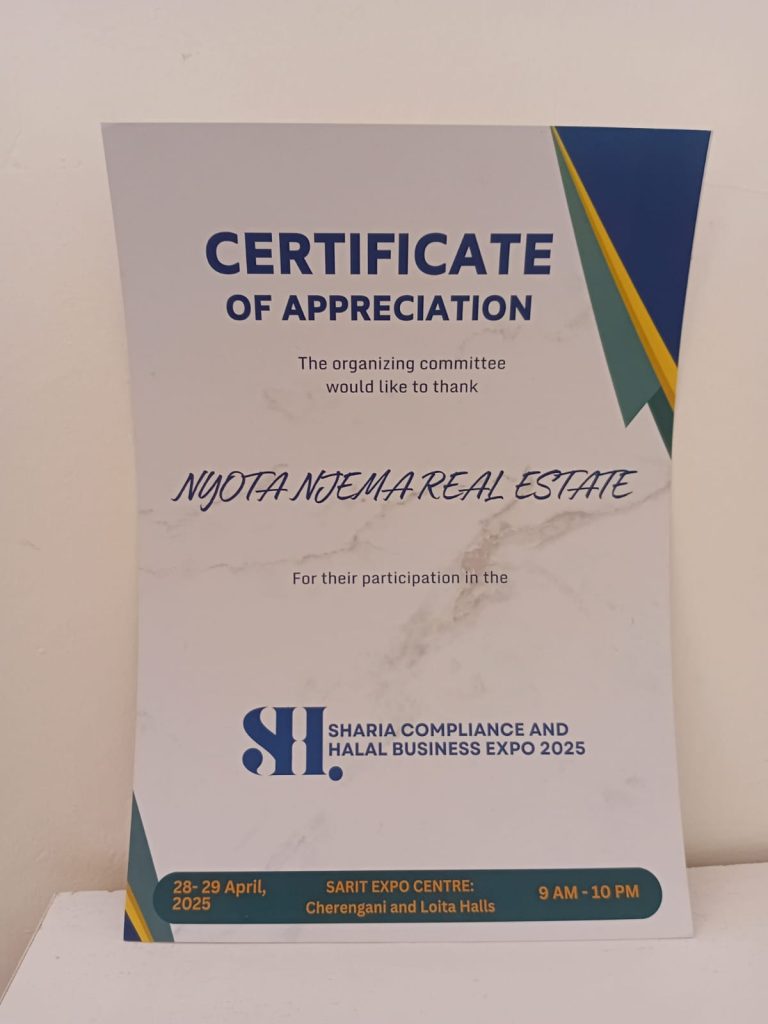 CERTIFICATE
OF APPRECIATION
The organizing committee
would like to thank
NYOTA NJEMA REAL ESTATE
For their participation in the
SH.
SHARIA COMPLIANCE AND
HALAL BUSINESS EXPO 2025
28- 29 April,
2025
SARIT EXPO CENTRE:
Cherengani and Loita Halls
9 AM - 10 PM